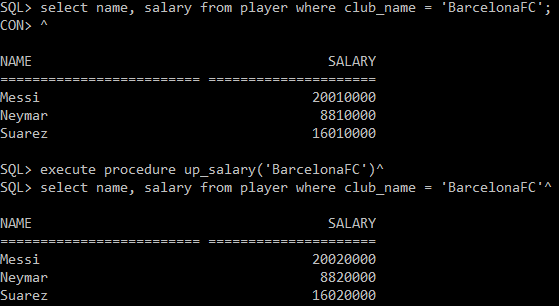 SQL> select name, salary from player where club_name = 'BarcelonaFC';
CON> ^
NAME SALARY
========================== =====================
Messi 20010000
Neymar 8810000
Suarez 16010000
SQL> execute procedure up_salary('BarcelonaFC')^
SQL> select name, salary from player where club_name = 'BarcelonaFC'^
NAME SALARY
========================== =====================
Messi 20020000
Neymar 8820000
Suarez 16020000